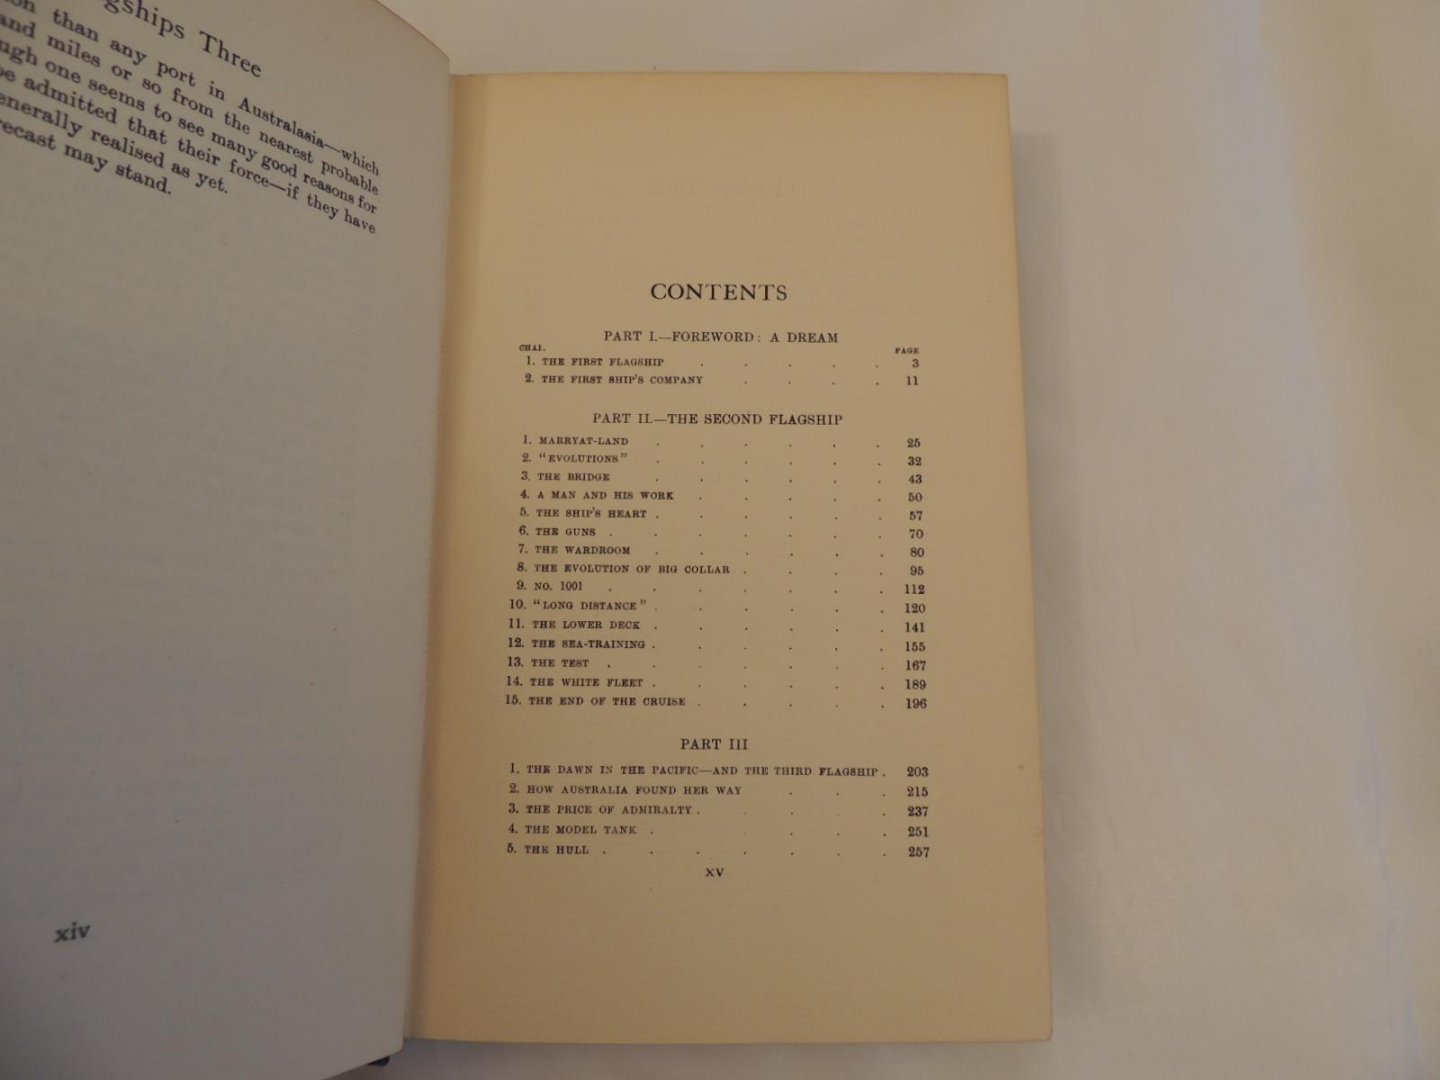 gships Three
than any port in Australasia—which
and miles or so from the nearest probable
ugh one seems to see many good reasons for
be admitted that their force—if they have
enerally realised as yet.
recast may stand.
xiv
CONTENTS
PART I.—FOREWORD: A DREAM
CHAP. PAGE
1. THE FIRST FLAGSHIP . . . . . 3
2. THE FIRST SHIP'S COMPANY . . . . 11
PART II.—THE SECOND FLAGSHIP
1. MARRYAT-LAND . . . . . . 25
2. "EVOLUTIONS" . . . . . . 32
3. THE BRIDGE . . . . . . 43
4. A MAN AND HIS WORK . . . . . 50
5. THE SHIP'S HEART . . . . . . 57
6. THE GUNS . . . . . . . 70
7. THE WARDROOM . . . . . . 80
8. THE EVOLUTION OF BIG COLLAR . . . . 95
9. NO. 1001 . . . . . . . 112
10. "LONG DISTANCE" . . . . . . 120
11. THE LOWER DECK . . . . . . 141
12. THE SEA-TRAINING . . . . . . 155
13. THE TEST . . . . . . . 167
14. THE WHITE FLEET . . . . . . 189
15. THE END OF THE CRUISE . . . . . 196
PART III
1. THE DAWN IN THE PACIFIC—AND THE THIRD FLAGSHIP . 203
2. HOW AUSTRALIA FOUND HER WAY . . . 215
3. THE PRICE OF ADMIRALTY . . . . . 237
4. THE MODEL TANK . . . . . 251
5. THE HULL . . . . . . . 257
xv